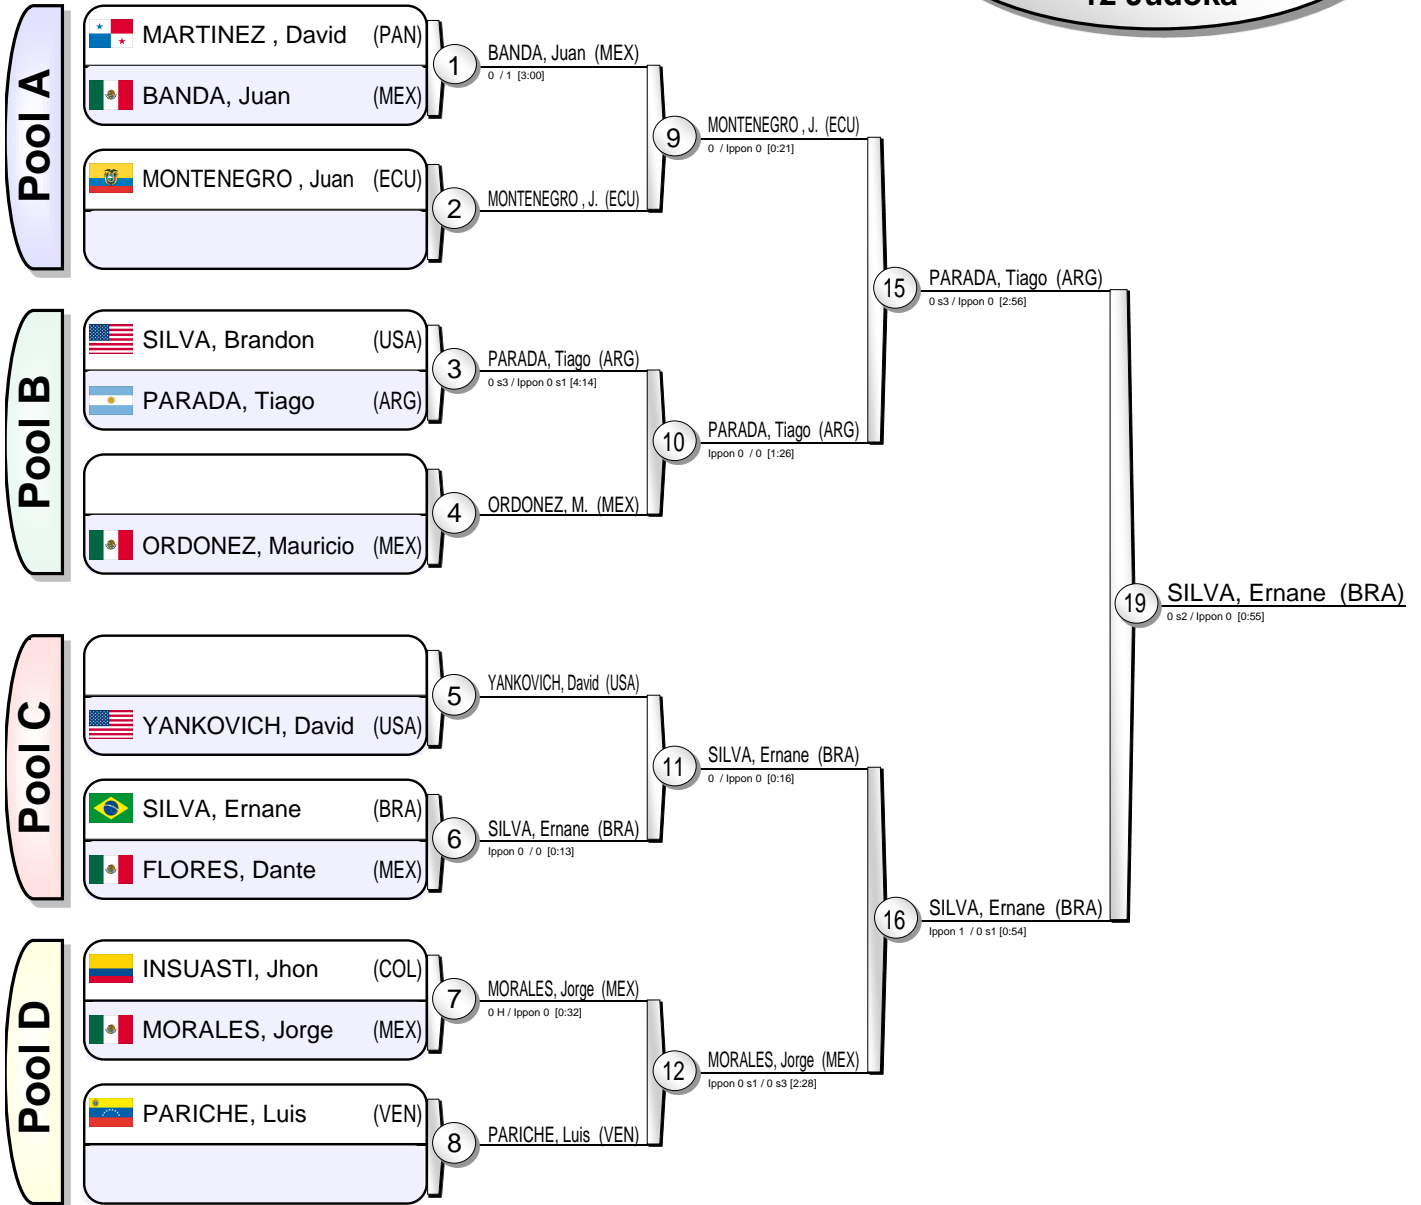 12 Judoka
Pool A
MARTINEZ , David (PAN)
BANDA, Juan (MEX)
MONTENEGRO , Juan (ECU)
1
BANDA, Juan (MEX)
0 / 1 [3:00]
2
MONTENEGRO , J. (ECU)
9
MONTENEGRO , J. (ECU)
0 / Ippon 0 [0:21]
Pool B
SILVA, Brandon (USA)
PARADA, Tiago (ARG)
ORDONEZ, Mauricio (MEX)
3
PARADA, Tiago (ARG)
0 s3 / Ippon 0 s1 [4:14]
4
ORDONEZ, M. (MEX)
10
PARADA, Tiago (ARG)
Ippon 0 / 0 [1:26]
15
PARADA, Tiago (ARG)
0 s3 / Ippon 0 [2:56]
Pool C
YANKOVICH, David (USA)
SILVA, Ernane (BRA)
FLORES, Dante (MEX)
5
YANKOVICH, David (USA)
6
SILVA, Ernane (BRA)
Ippon 0 / 0 [0:13]
11
SILVA, Ernane (BRA)
0 / Ippon 0 [0:16]
Pool D
INSUASTI, Jhon (COL)
MORALES, Jorge (MEX)
PARICHE, Luis (VEN)
7
MORALES, Jorge (MEX)
0 H / Ippon 0 [0:32]
8
PARICHE, Luis (VEN)
12
MORALES, Jorge (MEX)
Ippon 0 s1 / 0 s3 [2:28]
16
SILVA, Ernane (BRA)
Ippon 1 / 0 s1 [0:54]
19
SILVA, Ernane (BRA)
0 s2 / Ippon 0 [0:55]